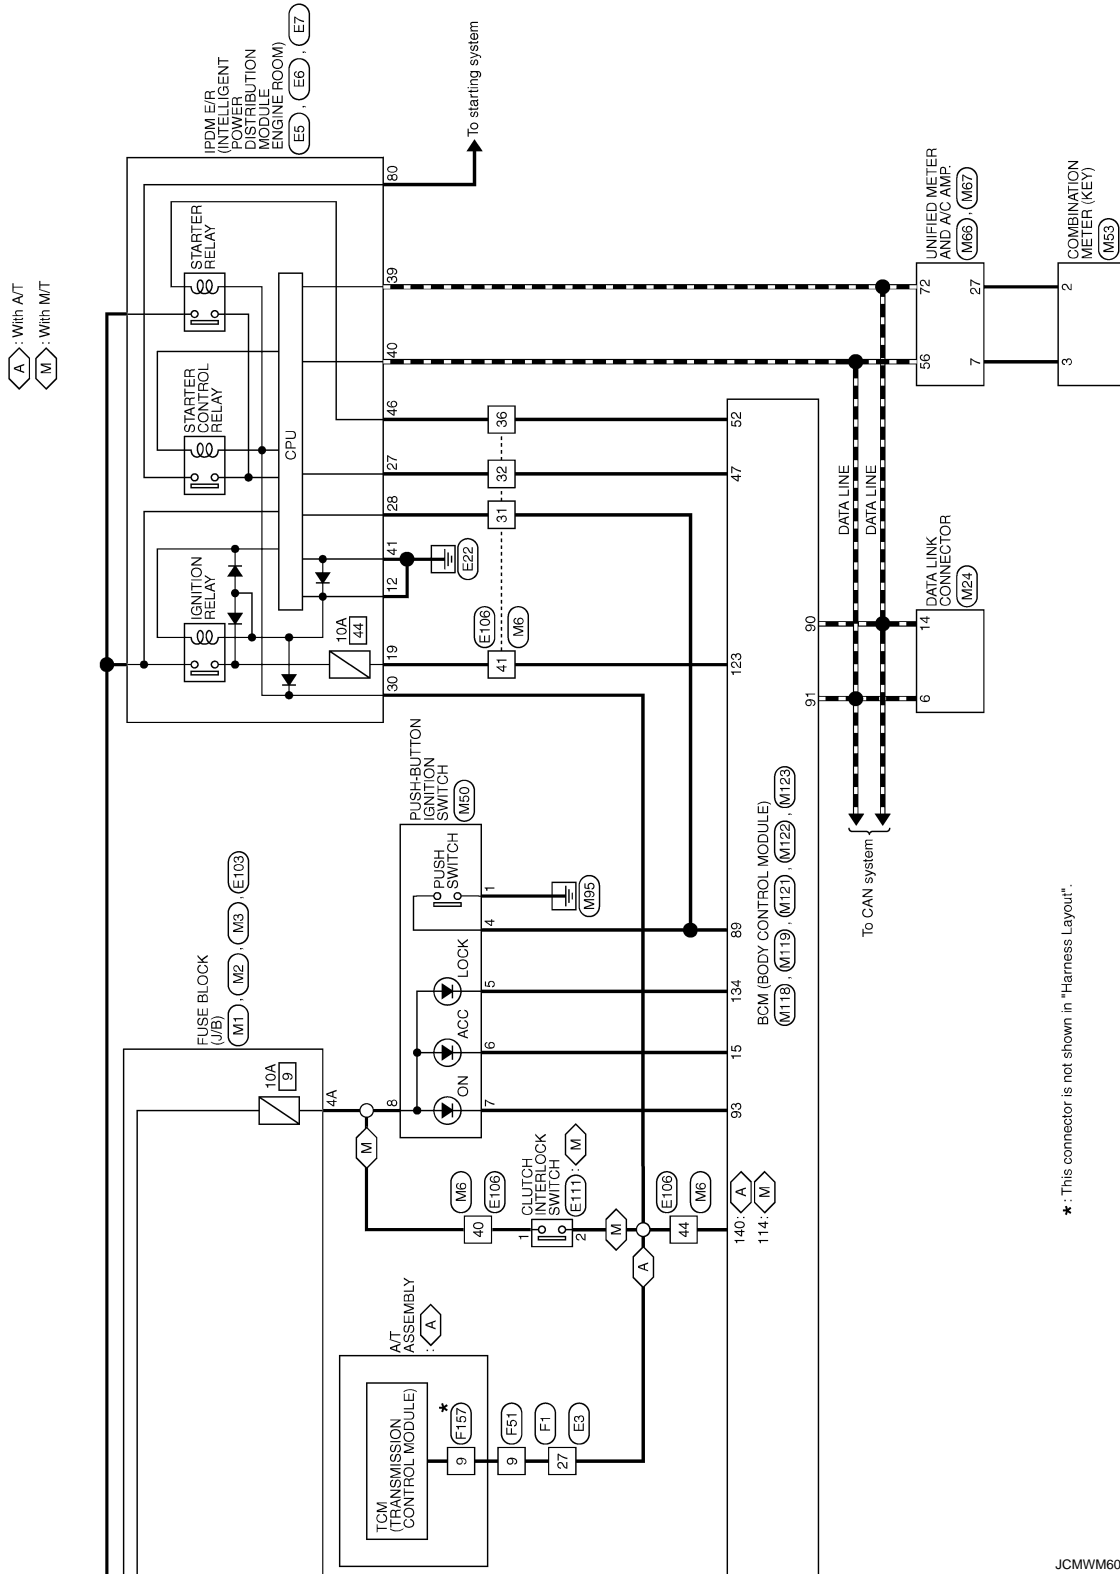 A : With A/T
M : With M/T
IPDM E/R
(INTELLIGENT
POWER
DISTRIBUTION
MODULE
ENGINE ROOM)
E5 , E6 , E7
FUSE BLOCK
(J/B)
M1 , M2 , M3 , E103
10A
9
4A
IGNITION
RELAY
STARTER
CONTROL
RELAY
STARTER
RELAY
CPU
10A
44
30
19
12
41
28
27
46
40
39
80
To starting system
E22
E106
M6
41
31
32
36
PUSH-BUTTON
IGNITION
SWITCH
M50
PUSH
SWITCH
LOCK
ACC
ON
8
7
6
5
4
1
M95
M
M6
E106
40
CLUTCH
INTERLOCK
SWITCH
E111 : M
1
2
M
A
E106
M6
44
A/T
ASSEMBLY
: A
TCM
(TRANSMISSION
CONTROL MODULE)
*
F157
9
F51
9
F1
E3
27
140: A
114: M
93
15
134
89
123
47
52
BCM (BODY CONTROL MODULE)
M118 , M119 , M121 , M122 , M123
91
90
DATA LINE
DATA LINE
To CAN system
DATA LINK
CONNECTOR
M24
6
14
UNIFIED METER
AND A/C AMP.
M66 , M67
56
72
7
27
COMBINATION
METER (KEY)
M53
3
2
* : This connector is not shown in "Harness Layout".
JCMWM60